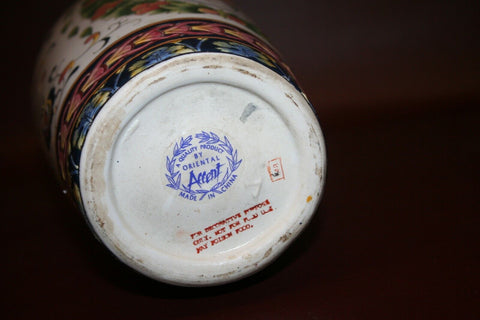 A QUALITY PRODUCT
BY
ORIENTAL
Accent
MADE IN CHINA
FOR DECORATIVE PURPOSE
ONLY. NOT FOR FOOD USE
MAY POISON FOOD.